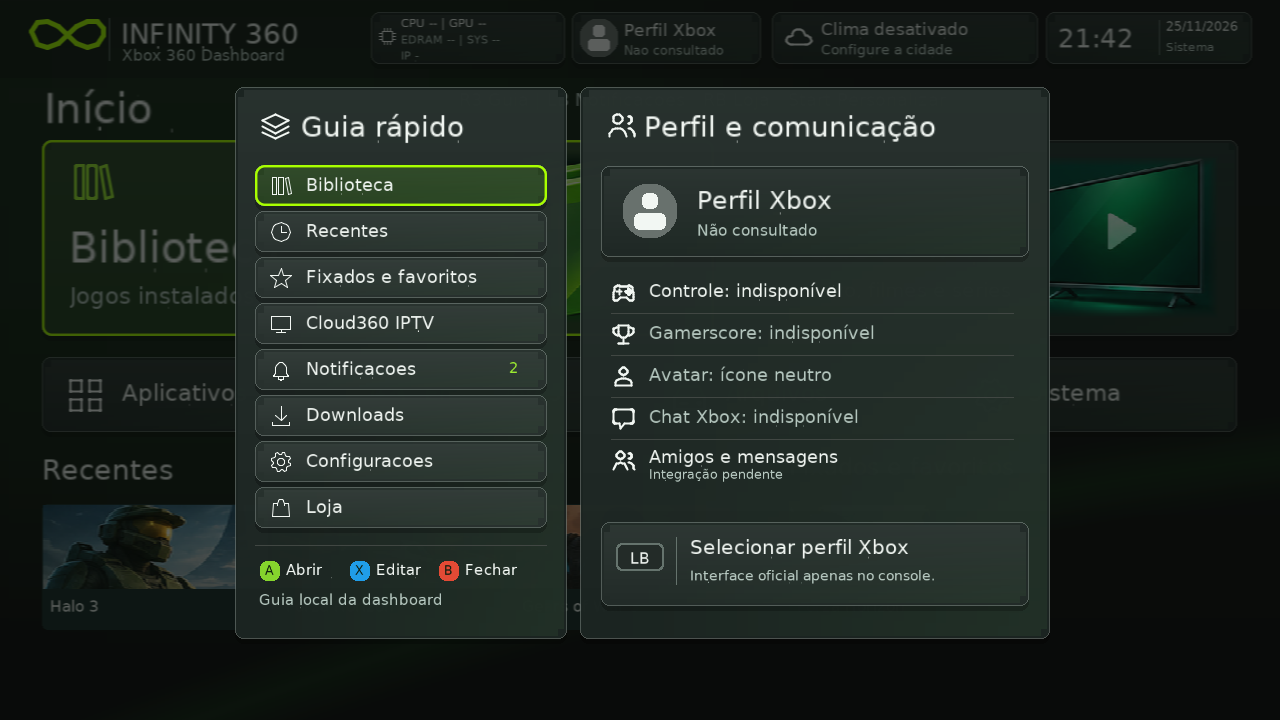 INFINITY 360
Xbox 360 Dashboard
CPU -- | GPU --
EDRAM -- | SYS --
IP -
Perfil Xbox
Nao consultado
Clima desativado
Configure a cidade
21:42
25/11/2026
Sistema
Início
Guia rápido
Biblioteca
Recentes
Fixados e favoritos
Cloud360 IPTV
Notificacoes 2
Downloads
Configuracoes
Loja
A Abrir X Editar B Fechar
Guia local da dashboard
Perfil e comunicação
Perfil Xbox
Não consultado
Controle: indisponível
Gamerscore: indisponível
Avatar: ícone neutro
Chat Xbox: indisponível
Amigos e mensagens
Integração pendente
LB
Selecionar perfil Xbox
Interface oficial apenas no console.
Bibliote
Jogos instalado
Aplicativo
stema
Recentes
Halo 3